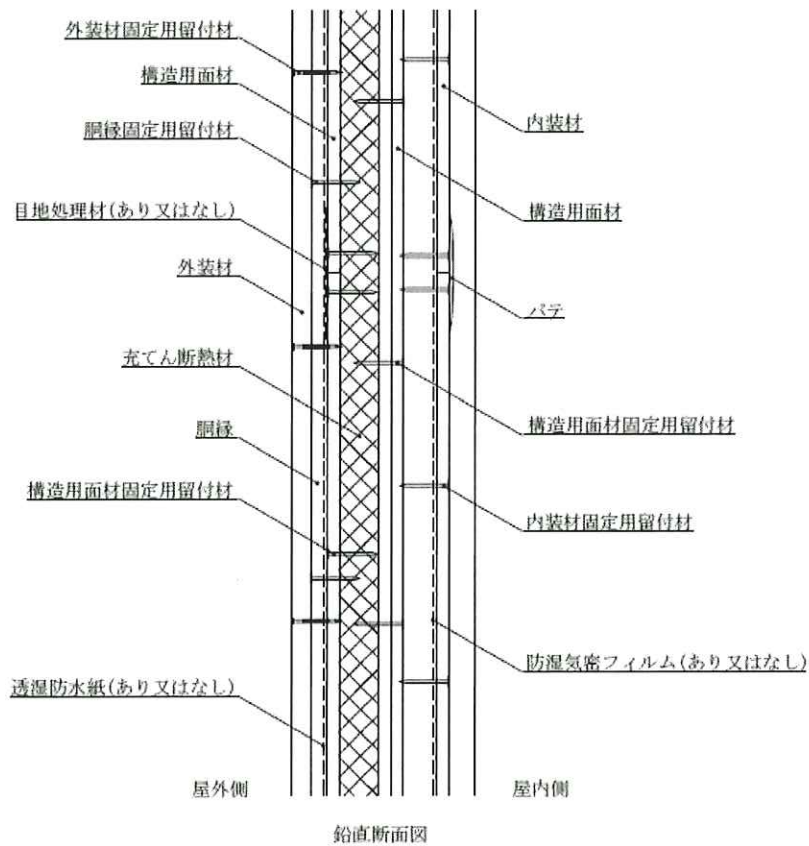 外装材固定用留付材
構造用面材
胴縁固定用留付材
目地処理材(あり又はなし)
外装材
充てん断熱材
胴縁
構造用面材固定用留付材
透湿防水紙(あり又はなし)
内装材
構造用面材
パテ
構造用面材固定用留付材
内装材固定用留付材
防湿気密フィルム(あり又はなし)
屋外側
屋内側
鉛直断面図